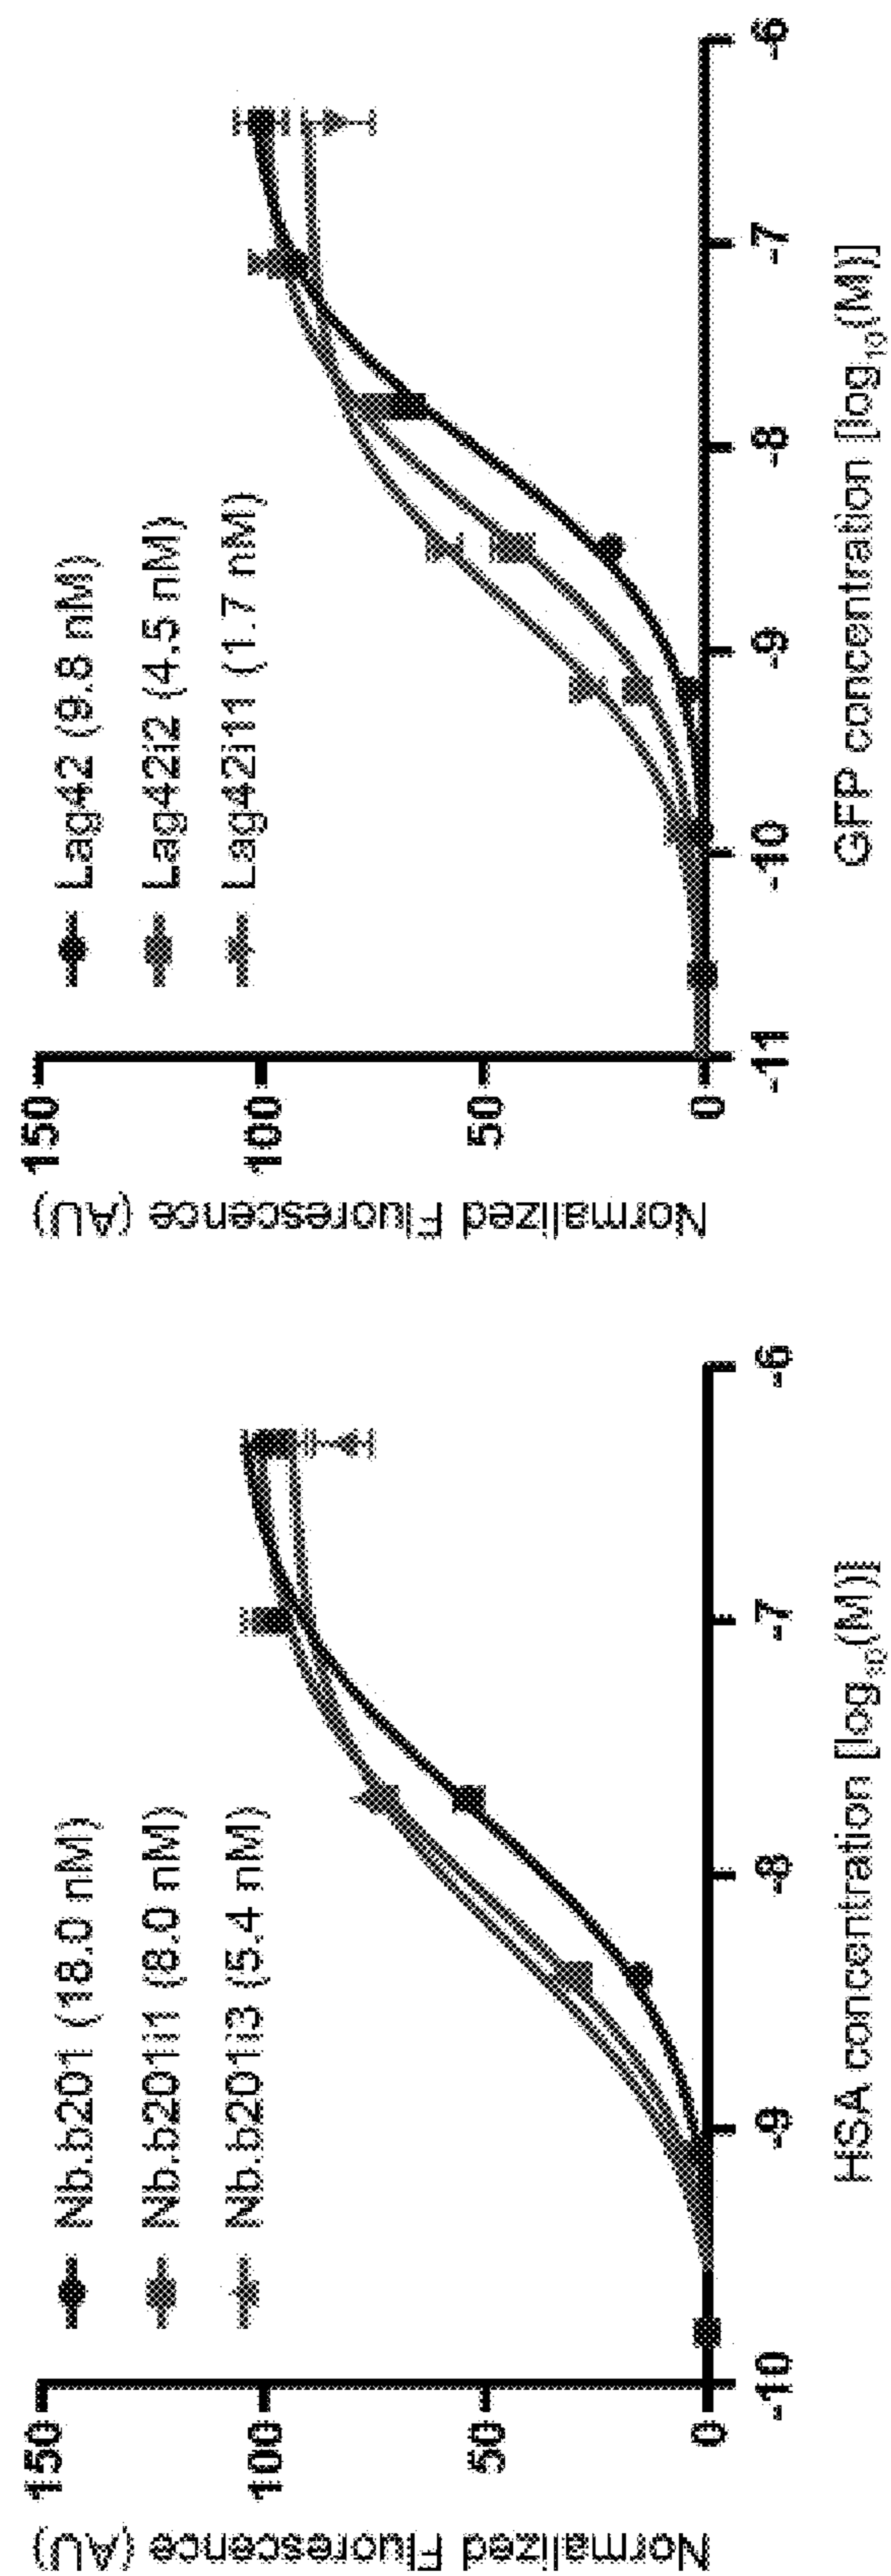 Normalized Fluorescence (AU)
150
100
50
0
Nb.b201 (18.0 nM)
Nb.b201i1 (8.0 nM)
Nb.b201i3 (5.4 nM)
-10
-9
-8
-7
-6
HSA concentration [log10(M)]
Normalized Fluorescence (AU)
150
100
50
0
Lag42 (9.8 nM)
Lag42i2 (4.5 nM)
Lag42i11 (1.7 nM)
-11
-10
-9
-8
-7
-6
GFP concentration [log10(M)]